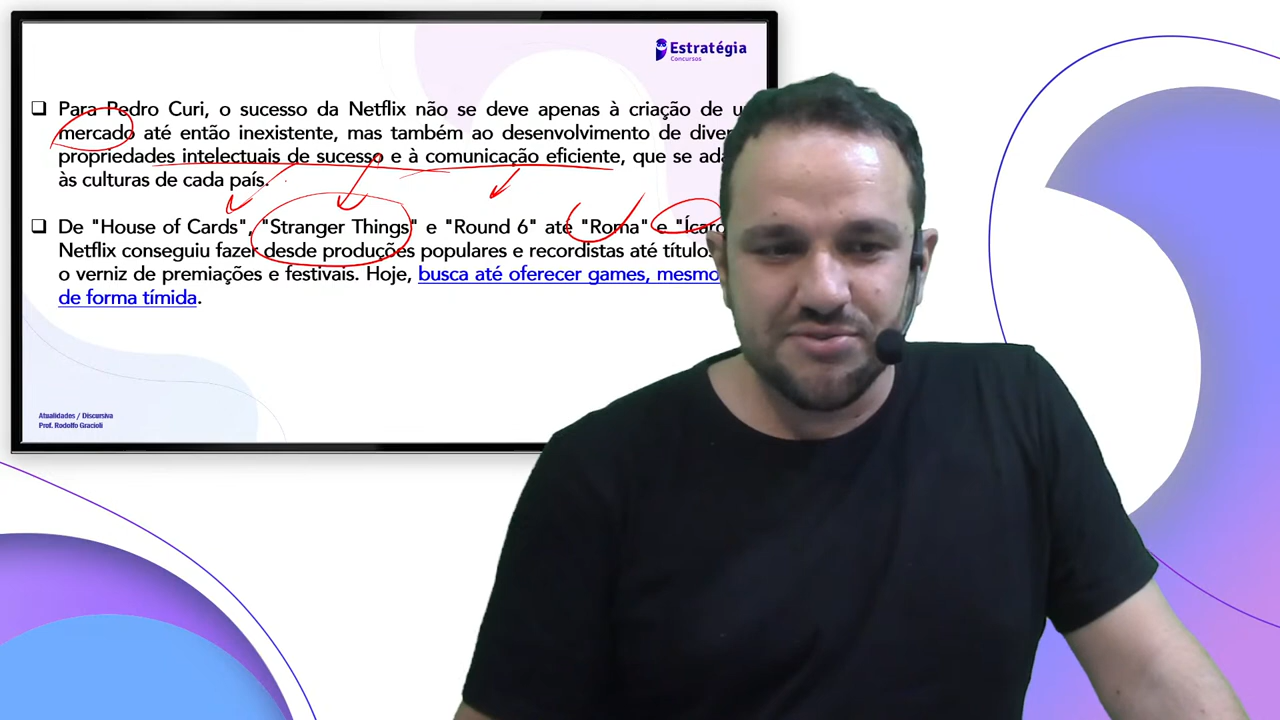 Estratégia
Concursos
Para Pedro Curi, o sucesso da Netflix não se deve apenas à criação de
mercado até então inexistente, mas também ao desenvolvimento de
propriedades intelectuais de sucesso e à comunicação eficiente, que se
às culturas de cada país.
De "House of Cards", "Stranger Things" e "Round 6" até "Roma" e
Netflix conseguiu fazer desde produções populares e recordistas até títulos
o verniz de premiações e festivais. Hoje, busca até oferecer games, mesmo
de forma tímida.
Atualidades / Discursiva
Prof. Rodolfo Gracioli